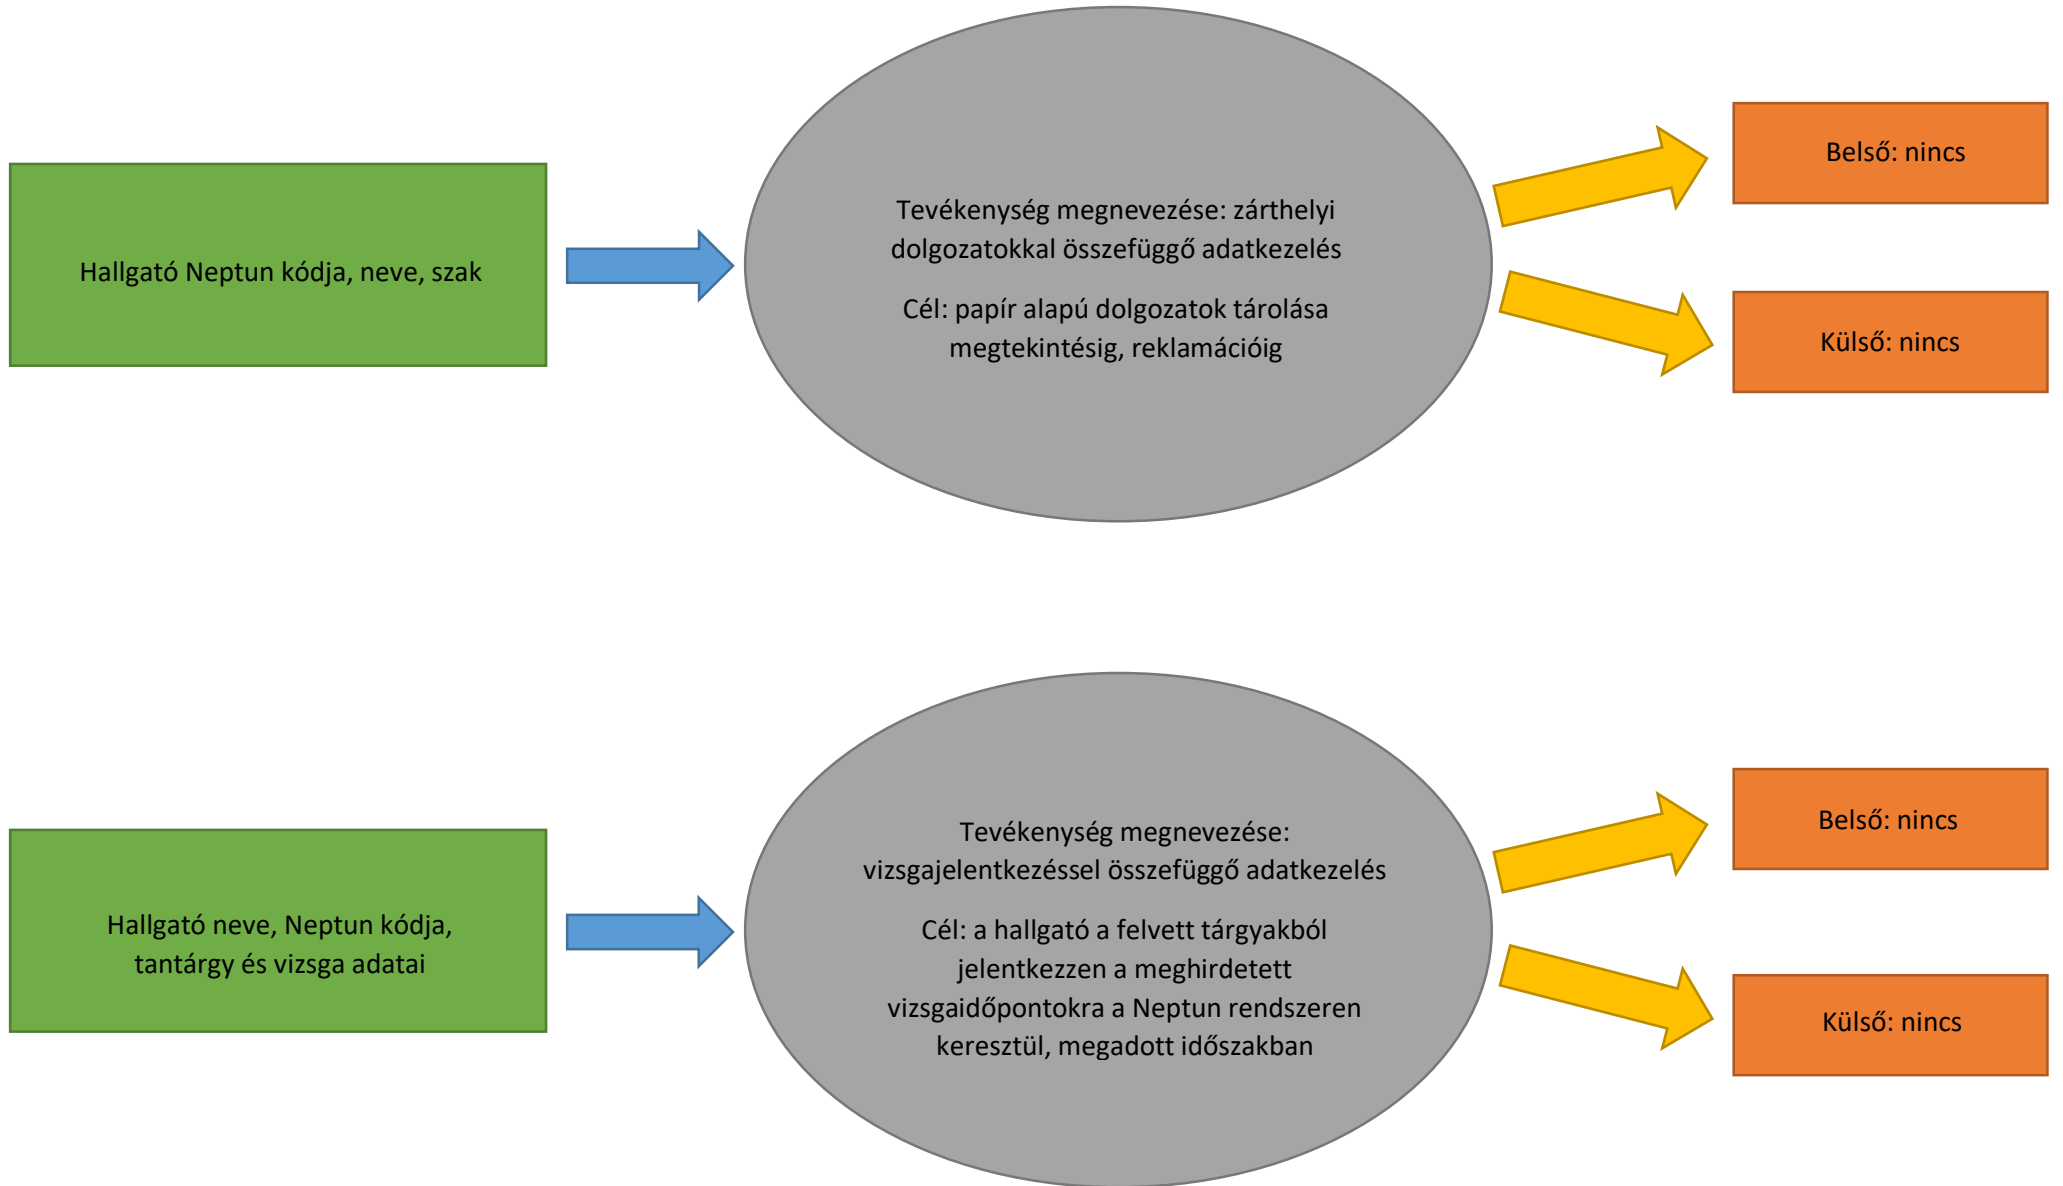 Hallgató Neptun kódja, neve, szak
Tevékenység megnevezése: zárthelyi
dolgozatokkal összefüggő adatkezelés
Cél: papír alapú dolgozatok tárolása
megtekintésig, reklamációig
Belső: nincs
Külső: nincs
Hallgató neve, Neptun kódja,
tantárgy és vizsga adatai
Tevékenység megnevezése:
vizsgajelentkezéssel összefüggő adatkezelés
Cél: a hallgató a felvett tárgyakból
jelentkezzen a meghirdetett
vizsgaidőpontokra a Neptun rendszeren
keresztül, megadott időszakban
Belső: nincs
Külső: nincs